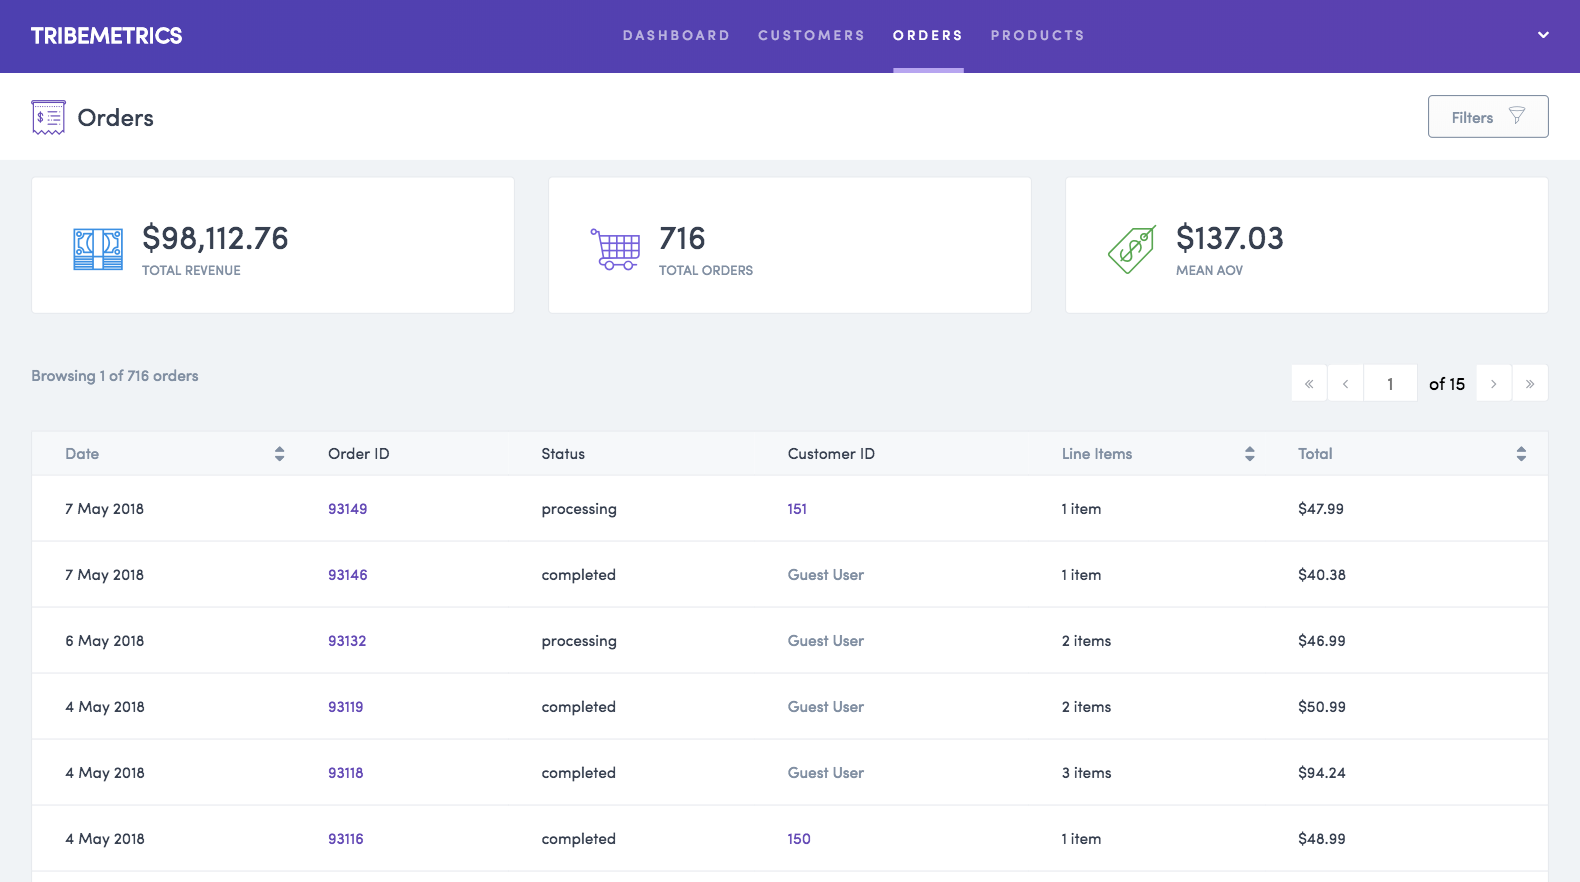 TRIBEMETRICS
DASHBOARD CUSTOMERS ORDERS PRODUCTS
$ Orders
Filters
$98,112.76
TOTAL REVENUE
716
TOTAL ORDERS
$137.03
MEAN AOV
Browsing 1 of 716 orders
« ‹ 1 of 15 › »
Date Order ID Status Customer ID Line Items Total
7 May 2018 93149 processing 151 1 item $47.99
7 May 2018 93146 completed Guest User 1 item $40.38
6 May 2018 93132 processing Guest User 2 items $46.99
4 May 2018 93119 completed Guest User 2 items $50.99
4 May 2018 93118 completed Guest User 3 items $94.24
4 May 2018 93116 completed 150 1 item $48.99